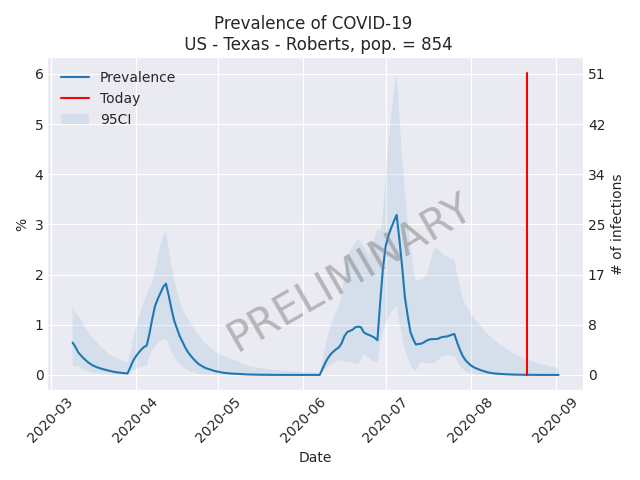 Prevalence of COVID-19
US - Texas - Roberts, pop. = 854
Prevalence
Today
95CI
PRELIMINARY
6
5
4
3
2
1
0
%
51
42
34
25
17
8
0
# of infections
2020-03
2020-04
2020-05
2020-06
2020-07
2020-08
2020-09
Date